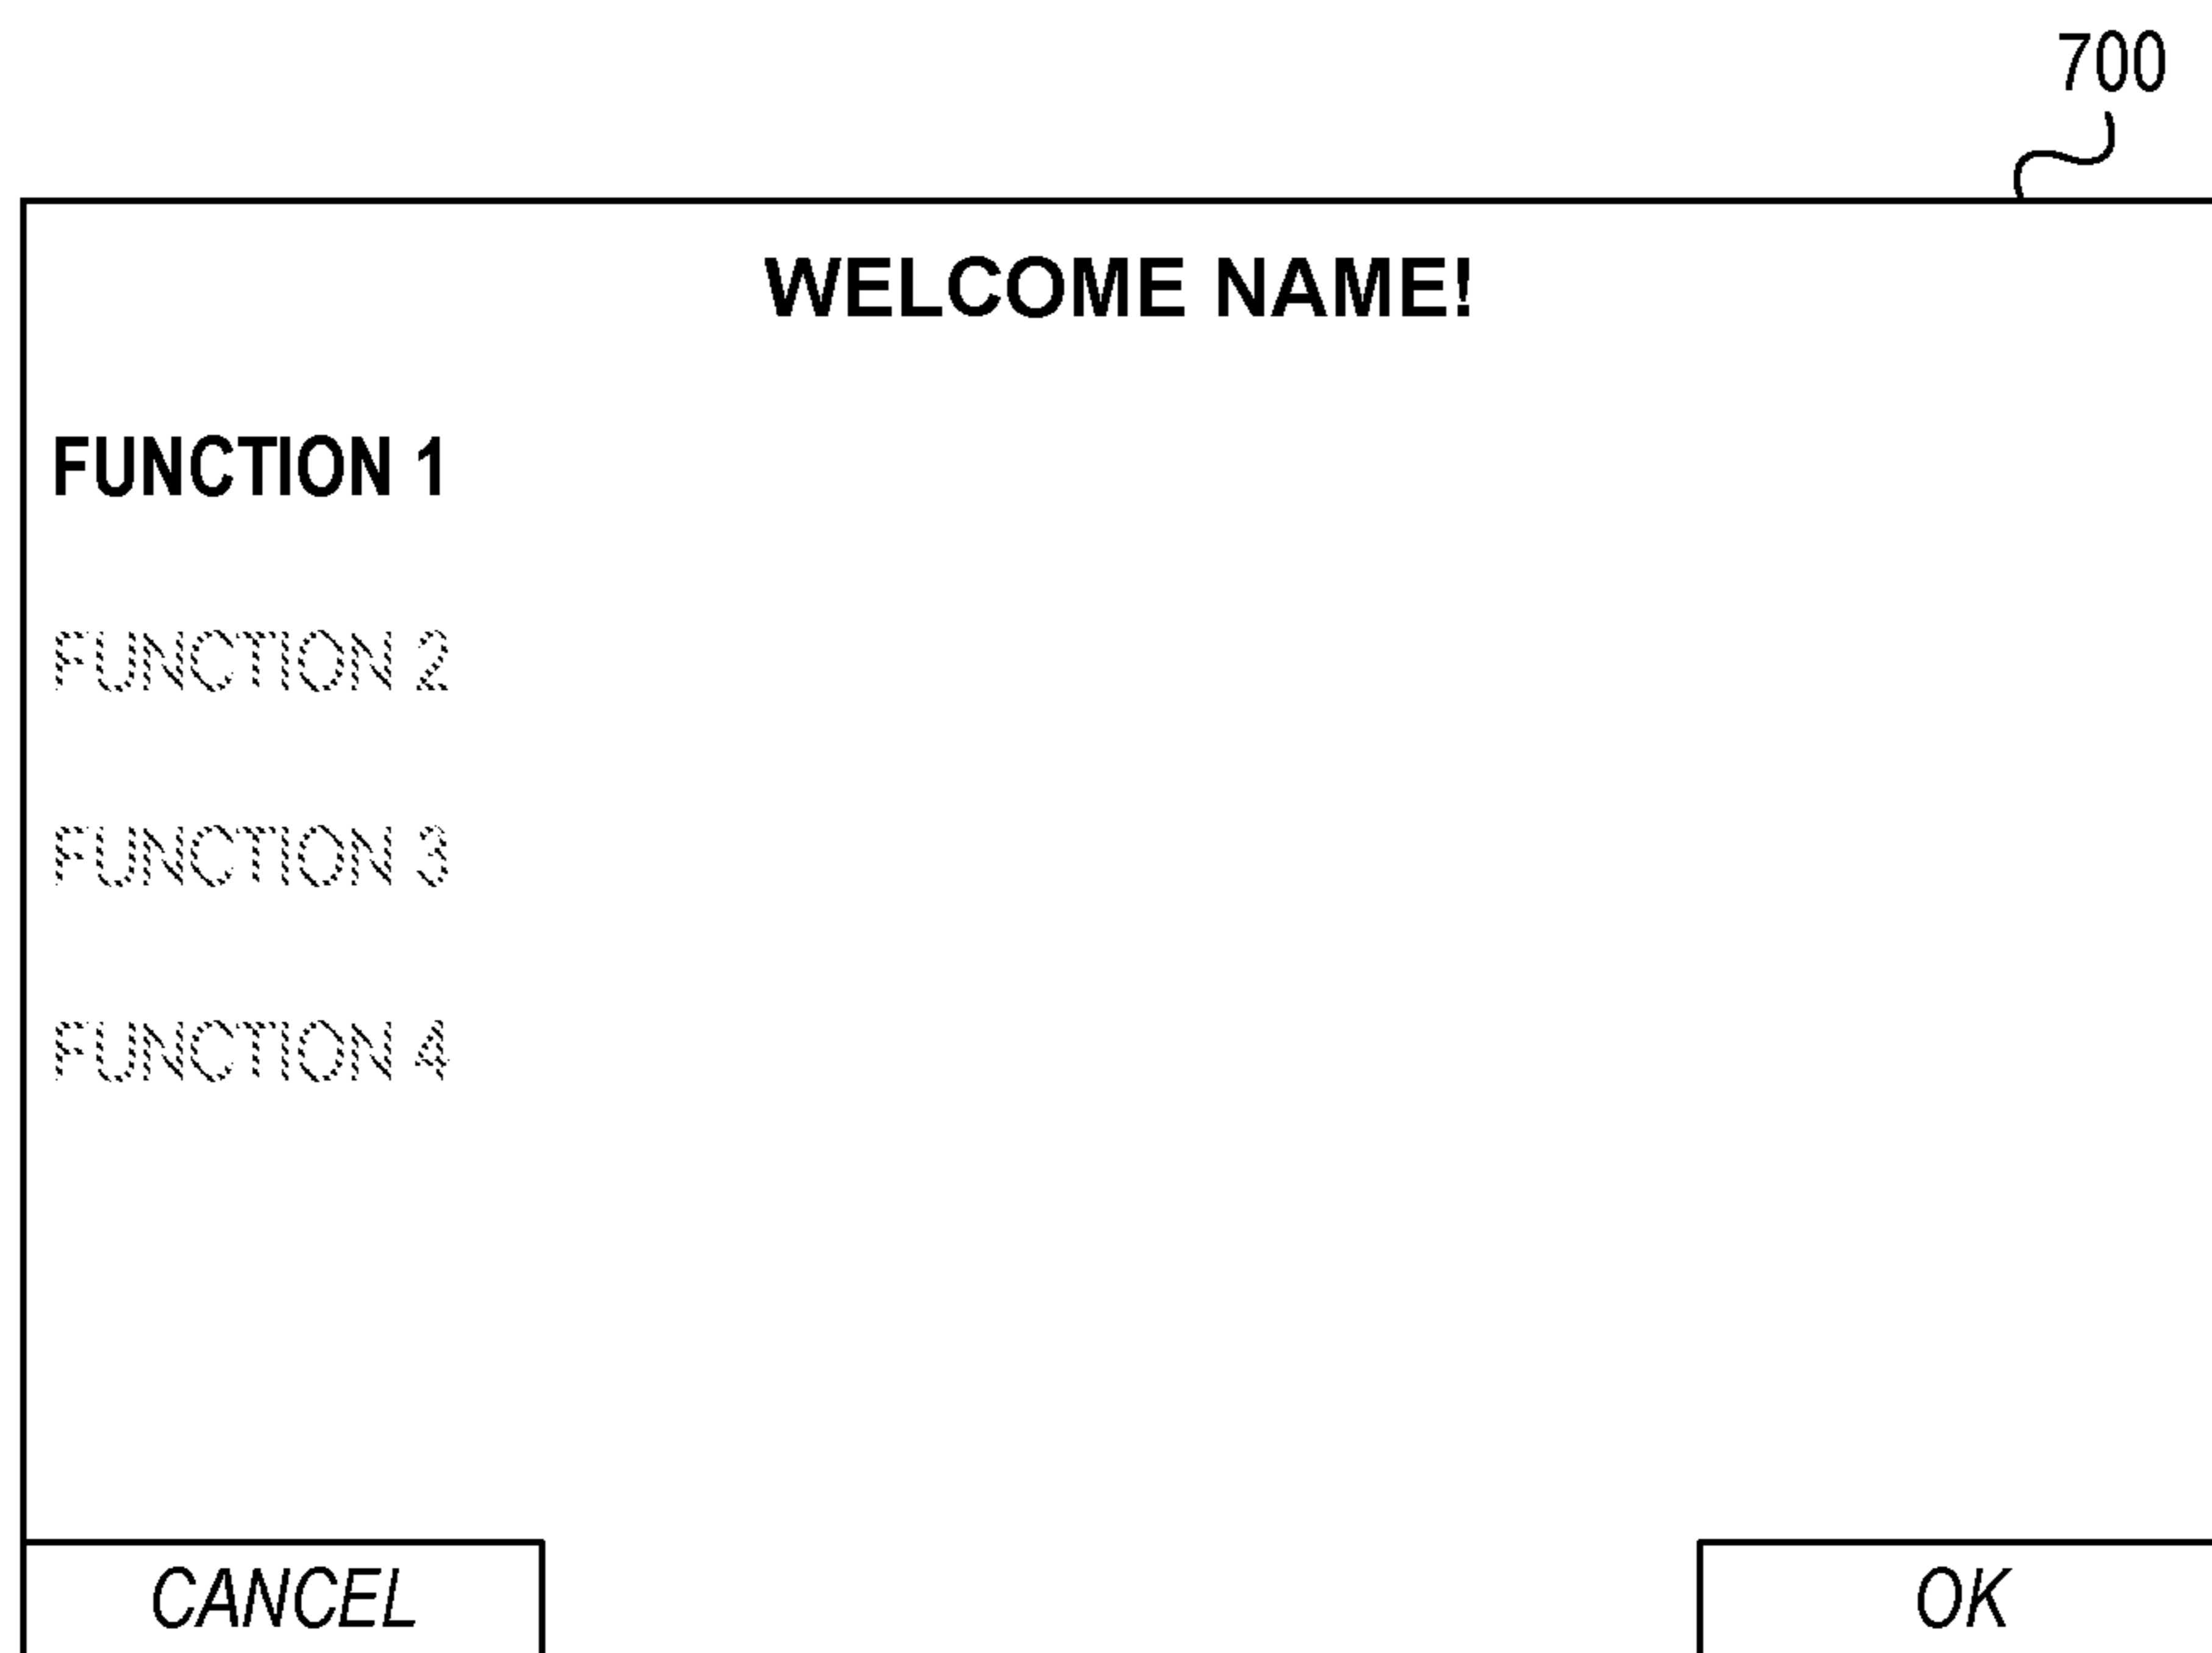 700
WELCOME NAME!
FUNCTION 1
FUNCTION 2
FUNCTION 3
FUNCTION 4
CANCEL OK